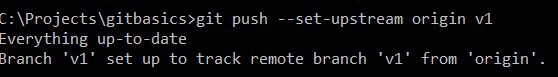 C:\Projects\gitbasics>git push --set-upstream origin v1
Everything up-to-date
Branch 'v1' set up to track remote branch 'v1' from 'origin'.